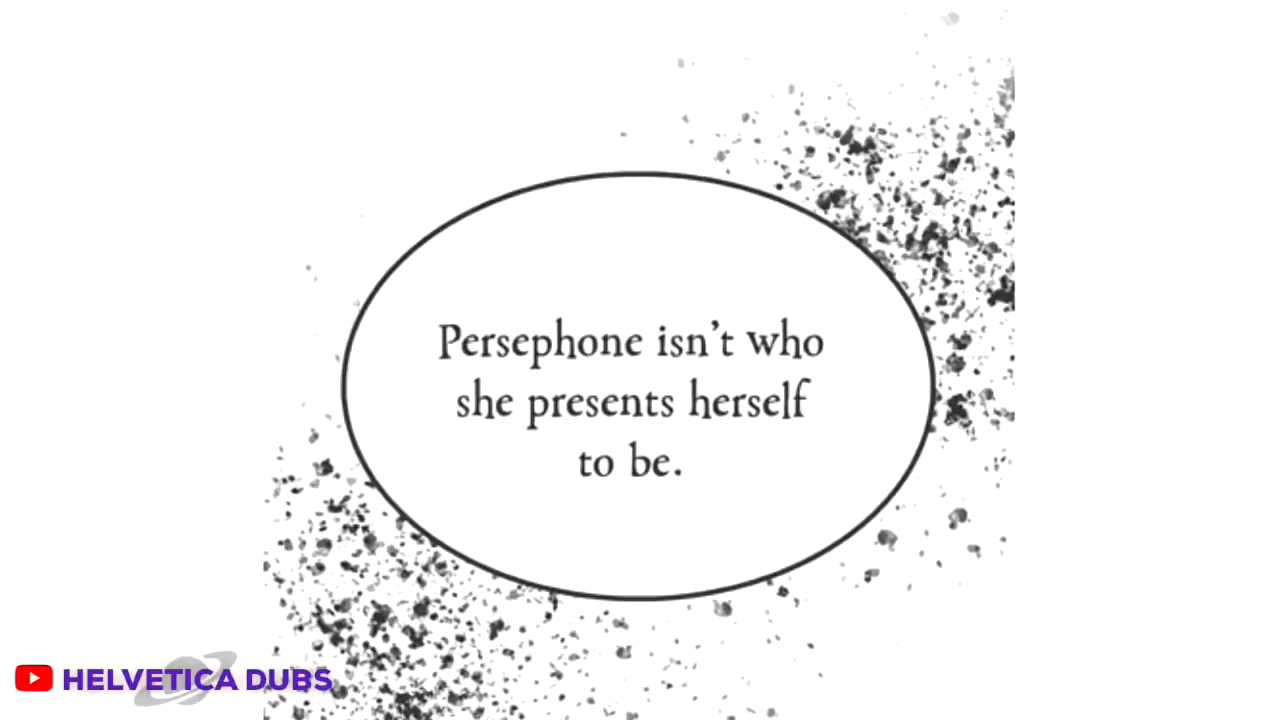 Persephone isn't who
she presents herself
to be.
HELVETICA DUBS